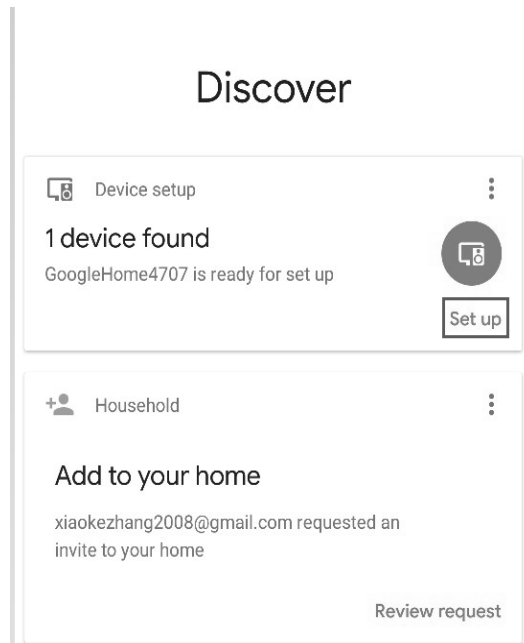 Discover
Device setup
1 device found
GoogleHome4707 is ready for set up
Set up
Household
Add to your home
xiaokezhang2008@gmail.com requested an
invite to your home
Review request